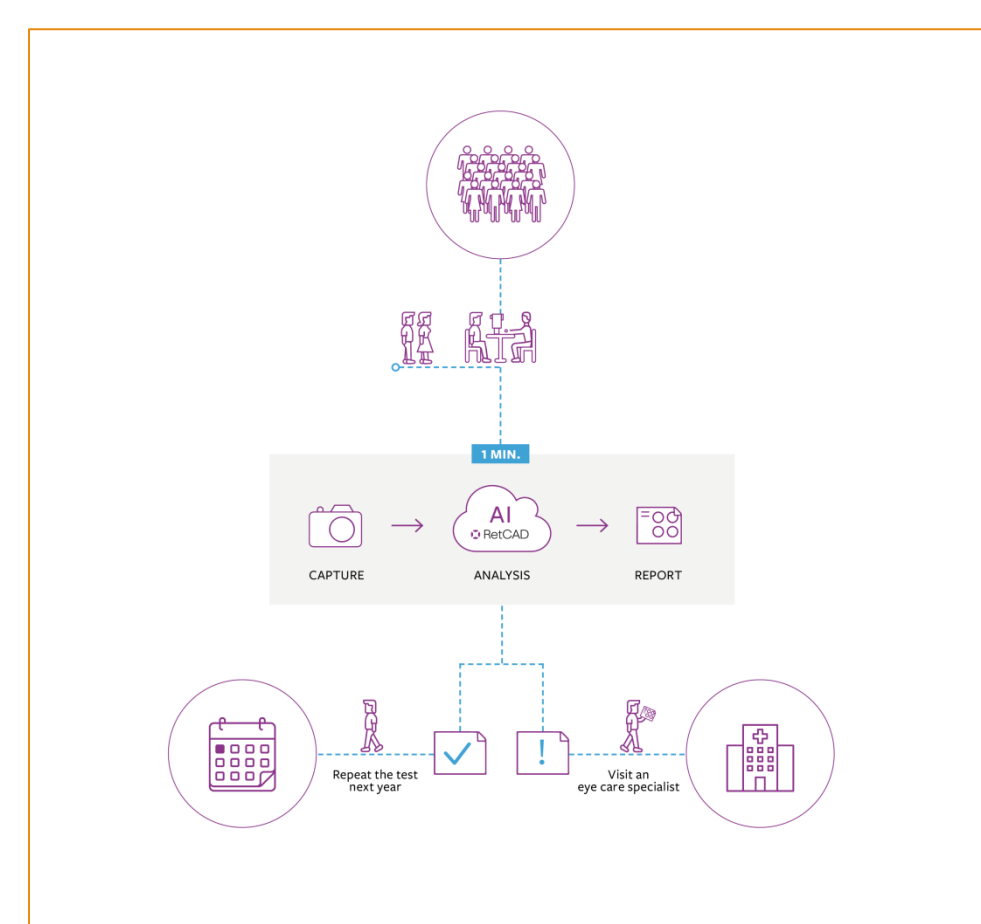 1 MIN.
AI
RetCAD
CAPTURE
ANALYSIS
REPORT
Repeat the test
next year
!
Visit an
eye care specialist